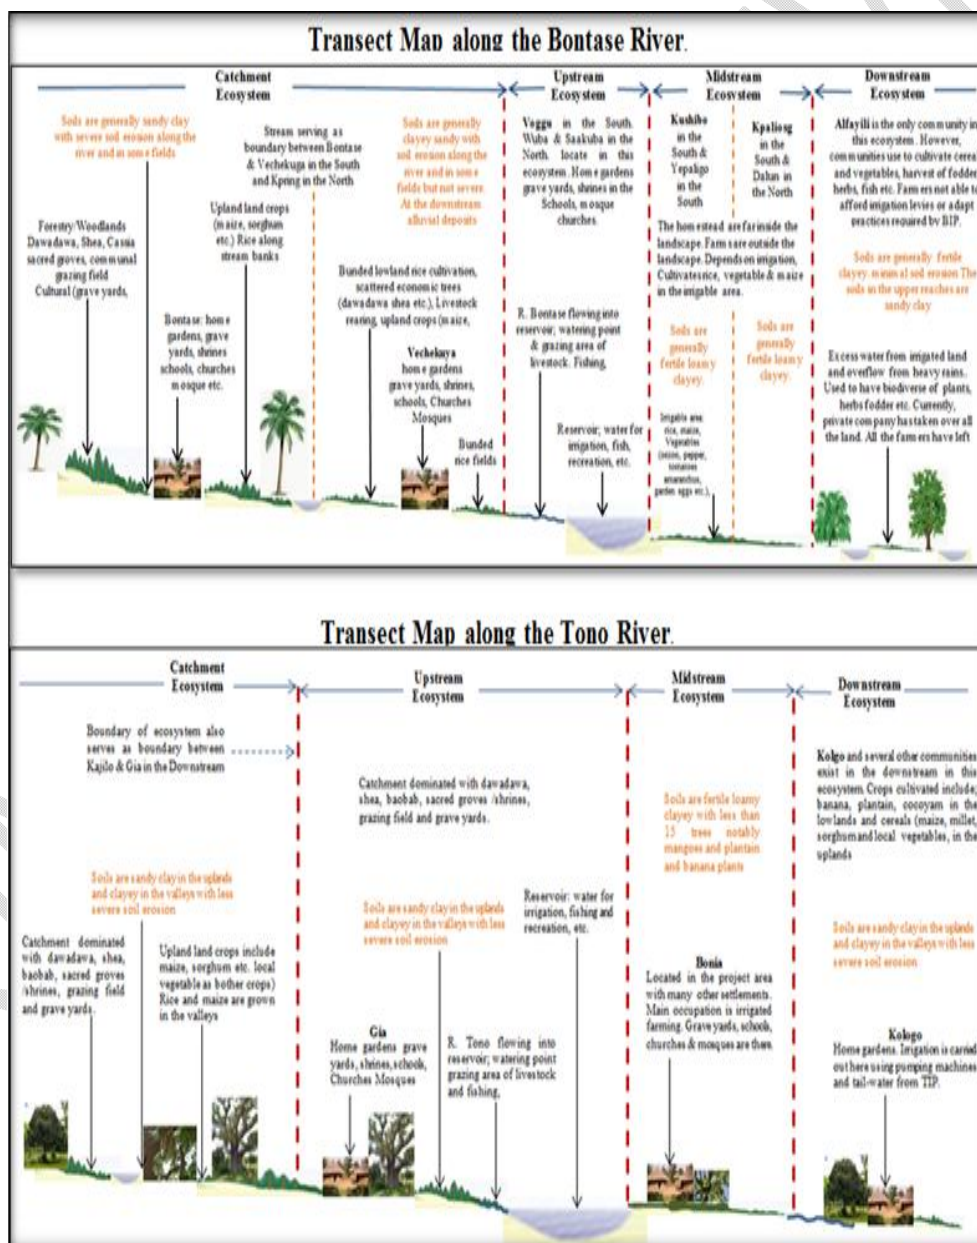 Transect Map along the Bontase River.
Catchment
Ecosystem
Upstream
Ecosystem
Midstream
Ecosystem
Downstream
Ecosystem
Soils are generally sandy clay
with severe soil erosion along the
river and in some fields
Stream serving as
boundary between Bontase
& Vechekuga in the South
and Kpring in the North
Soils are generally
clayey sandy with
soil erosion along the
river and in some
fields but not severe
At the downstream
alluvial deposits
Forestry/Woodlands
Dawadawa, Shea, Cassia
sacred groves, communal
grazing field
Cultural (grave yards,
Upland land crops
(maize, sorghum
etc.) Rice along
stream banks
Bontase: home
gardens, grave
yards, shrines
schools, churches
mosque etc.
Bunded lowland rice cultivation,
scattered economic trees
(dawadawa shea etc.), Livestock
rearing, upland crops (maize,
Vechekuya
home gardens
grave yards, shrines,
schools, Churches
Mosques
Bunded
rice fields
Voggu in the South.
Wuba & Saakuba in the
North. locate in this
ecosystem. Home gardens
grave yards, shrines in the
Schools, mosque
churches.
R. Bontase flowing into
reservoir; watering point
& grazing area of
livestock. Fishing,
Reservoir; water for
irrigation, fish,
recreation, etc.
Kushibo
in the
South &
Yepaligo
in the
South
Kpaliosg
in the
South &
Dalun in
the North
The homestead are far inside the
landscape. Farms are outside the
landscape. Depends on irrigation,
Cultivates rice, vegetable & maize
in the irrigable area.
Soils are
generally
fertile loamy
clayey.
Soils are
generally
fertile loamy
clayey.
Irrigable area:
rice, maize,
Vegetables
(onion, pepper,
tomatoes
garden eggs etc.),
Alfayili is the only community in
this ecosystem. However,
communities use to cultivate cereal
and vegetables, harvest of fodder
herbs, fish etc. Farmers not able to
afford irrigation levies or adapt
practices required by BIP.
Soils are generally fertile
clayey. minimal soil erosion The
soils in the upper reaches are
sandy clay
Excess water from irrigated land
and overflow from heavy rains.
Used to have biodiverse of plants,
herbs fodder etc. Currently,
private company has taken over all
the land. All the farmers have left
Transect Map along the Tono River.
Catchment
Ecosystem
Upstream
Ecosystem
Midstream
Ecosystem
Downstream
Ecosystem
Boundary of ecosystem also
serves as boundary between
Kajilo & Gia in the Downstream
Soils are sandy clay in the uplands
and clayey in the valleys with less
severe soil erosion
Catchment dominated
with dawadawa, shea,
baobab, sacred groves
/shrines, grazing field
and grave yards.
Upland land crops include
maize, sorghum etc. local
vegetable as bother crops)
Rice and maize are grown
in the valleys
Catchment dominated with dawadawa,
shea, baobab, sacred groves /shrines,
grazing field and grave yards.
Soils are sandy clay in the uplands
and clayey in the valleys with less
severe soil erosion
Reservoir; water for
irrigation, fishing and
recreation, etc.
Gia
Home gardens grave
yards, shrines, schools,
Churches Mosques
R. Tono flowing into
reservoir; watering point
grazing area of livestock
and fishing,
Soils are fertile loamy
clayey with less than
15 trees notably
mangoes and plantain
and banana plants
Bonia
Located in the project area
with many other settlements.
Main occupation is irrigated
farming. Grave yards, schools,
churches & mosques are there.
Kolgo and several other communities
exist in the downstream in this
ecosystem. Crops cultivated include;
banana, plantain, cocoyam in the
lowlands and cereals (maize, millet,
sorghum and local vegetables, in the
uplands
Soils are sandy clay in the uplands
and clayey in the valleys with less
severe soil erosion
Kologo
Home gardens. Irrigation is carried
out here using pumping machines
and tail-water from TIP.